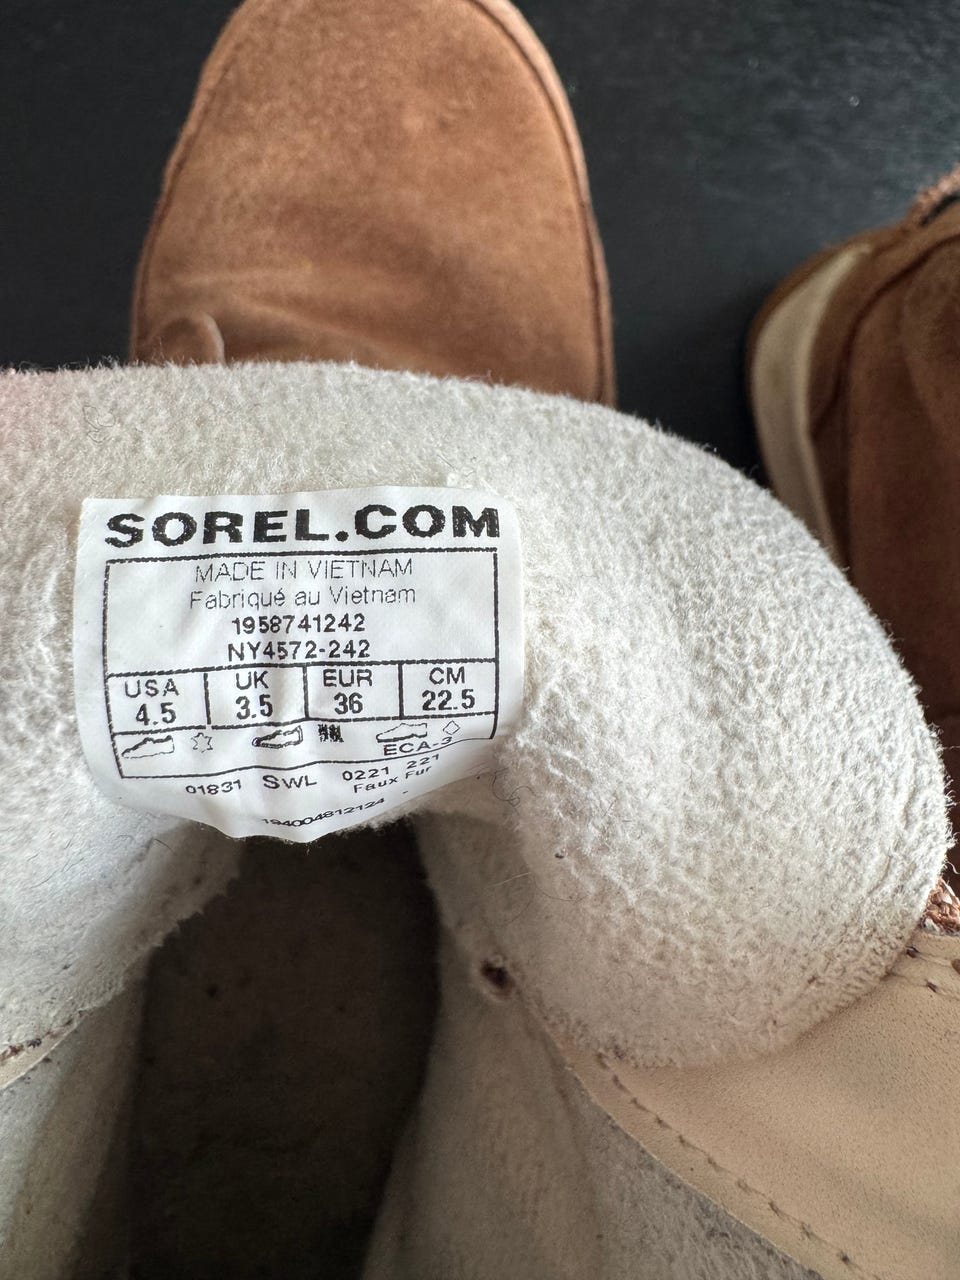 SOREL.COM
MADE IN VIETNAM
Fabriqué au Vietnam
1958741242
NY4572-242
USA UK EUR CM
4.5 3.5 36 22.5
ECA-3
01831 SWL 0221 221
Faux Fur
194004812124